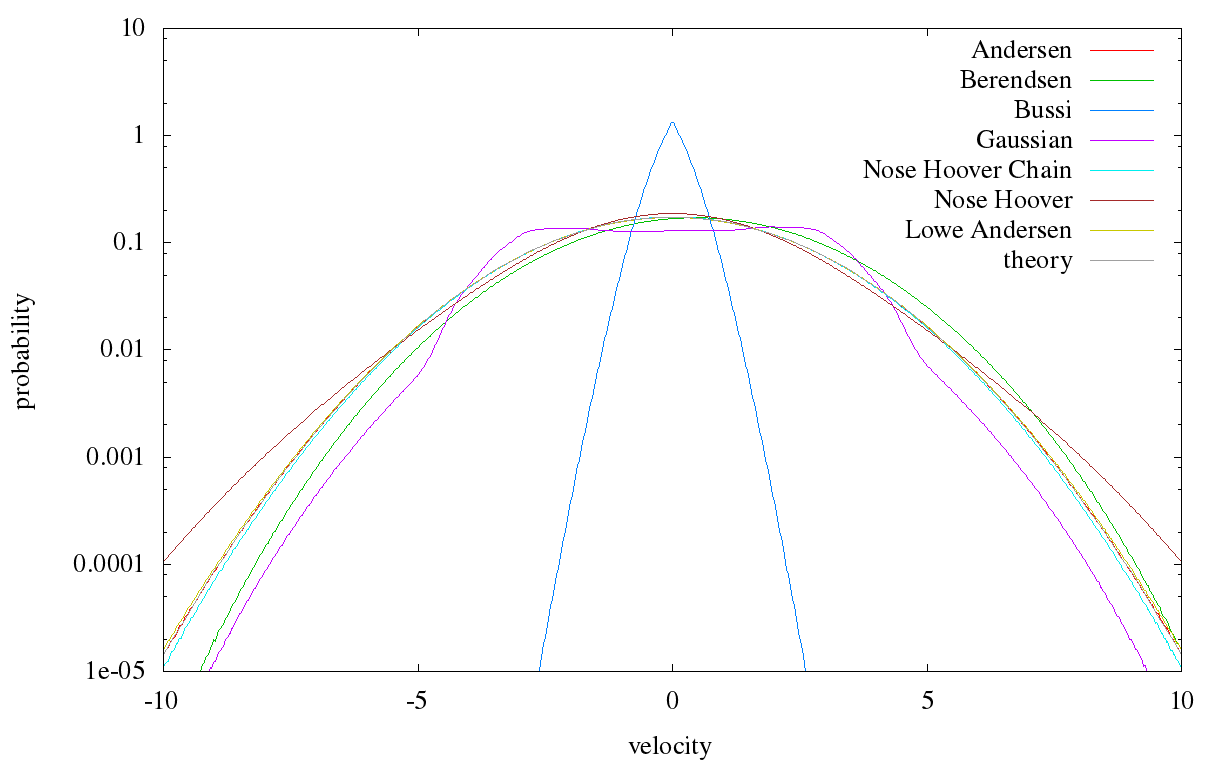 10
1
0.1
0.01
0.001
0.0001
1e-05
-10
-5
0
5
10
probability
velocity
Andersen
Berendsen
Bussi
Gaussian
Nose Hoover Chain
Nose Hoover
Lowe Andersen
theory